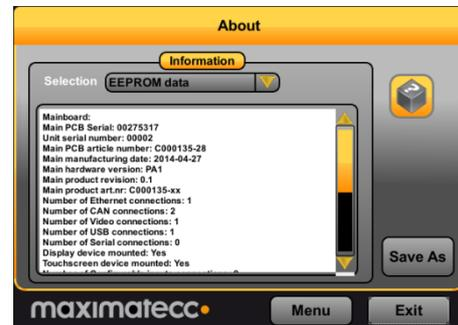 About
Information
Selection
EEPROM data
Mainboard:
Main PCB Serial: 00275317
Unit serial number: 00002
Main PCB article number: C000135-28
Main manufacturing date: 2014-04-27
Main hardware version: PA1
Main product revision: 0.1
Main product art.nr: C000135-xx
Number of Ethernet connections: 1
Number of CAN connections: 2
Number of Video connections: 1
Number of USB connections: 1
Number of Serial connections: 0
Display device mounted: Yes
Touchscreen device mounted: Yes
Save As
maximatecc
Menu
Exit